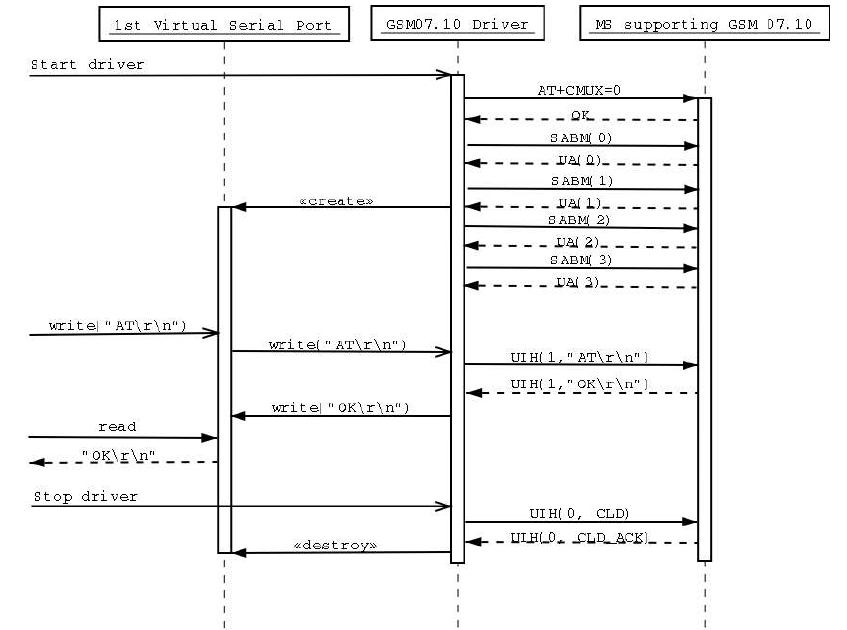 1st Virtual Serial Port
GSM07.10 Driver
MS supporting GSM 07.10
Start driver
AT+CMUX=0
OK
SABM(0)
UA(0)
SABM(1)
«create»
UA(1)
SABM(2)
UA(2)
SABM(3)
UA(3)
write("AT\r\n")
write("AT\r\n")
UIH(1,"AT\r\n")
UIH(1,"OK\r\n")
write("OK\r\n")
read
"OK\r\n"
Stop driver
UIH(0, CLD)
UIH(0, CLD ACK)
«destroy»